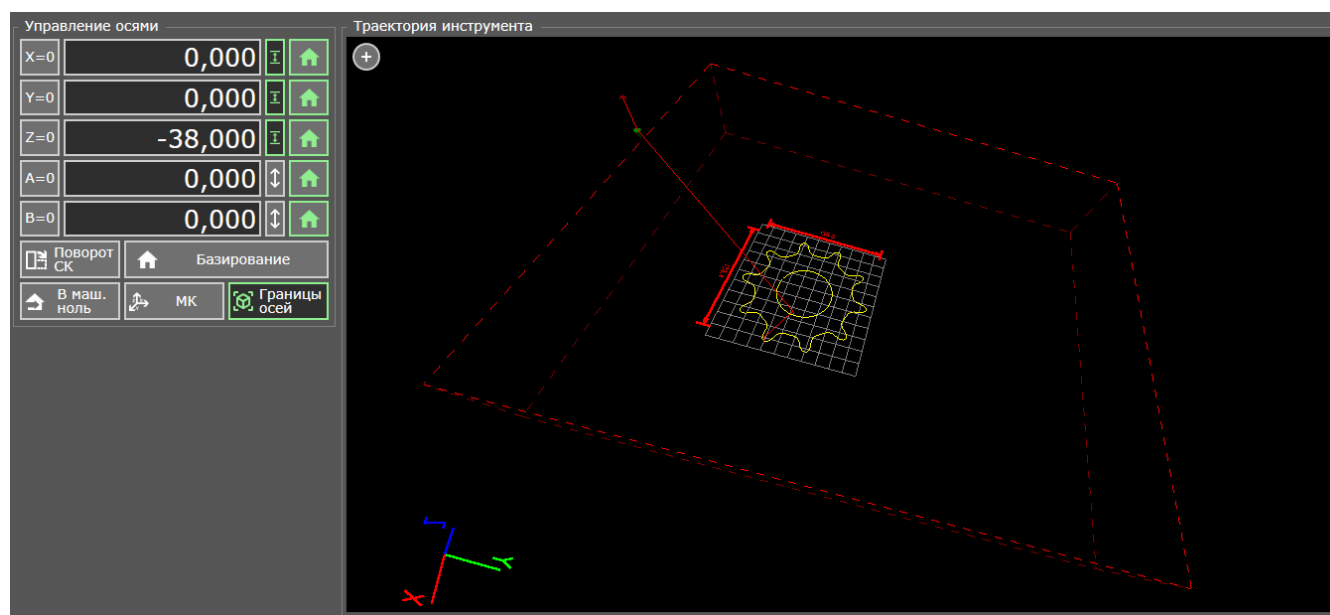 Управление осями
X=0 0,000
Y=0 0,000
Z=0 -38,000
A=0 0,000
B=0 0,000
Поворот
СК
Базирование
В маш.
ноль
МК
Границы
осей
Траектория инструмента
X
Y